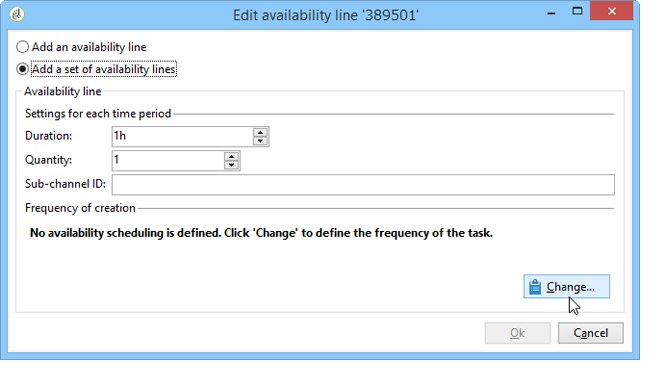 Edit availability line '389501'
Add an availability line
Add a set of availability lines
Availability line
Settings for each time period
Duration: 1h
Quantity: 1
Sub-channel ID:
Frequency of creation
No availability scheduling is defined. Click 'Change' to define the frequency of the task.
Change...
Ok Cancel